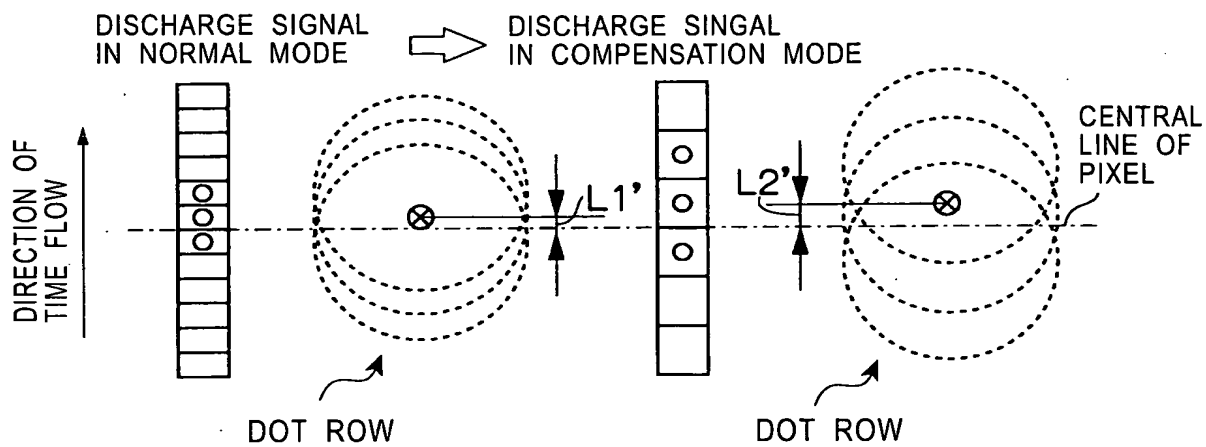 DISCHARGE SIGNAL
IN NORMAL MODE
DISCHARGE SINGAL
IN COMPENSATION MODE
DIRECTION OF
TIME FLOW
L1'
L2'
CENTRAL
LINE OF
PIXEL
DOT ROW
DOT ROW